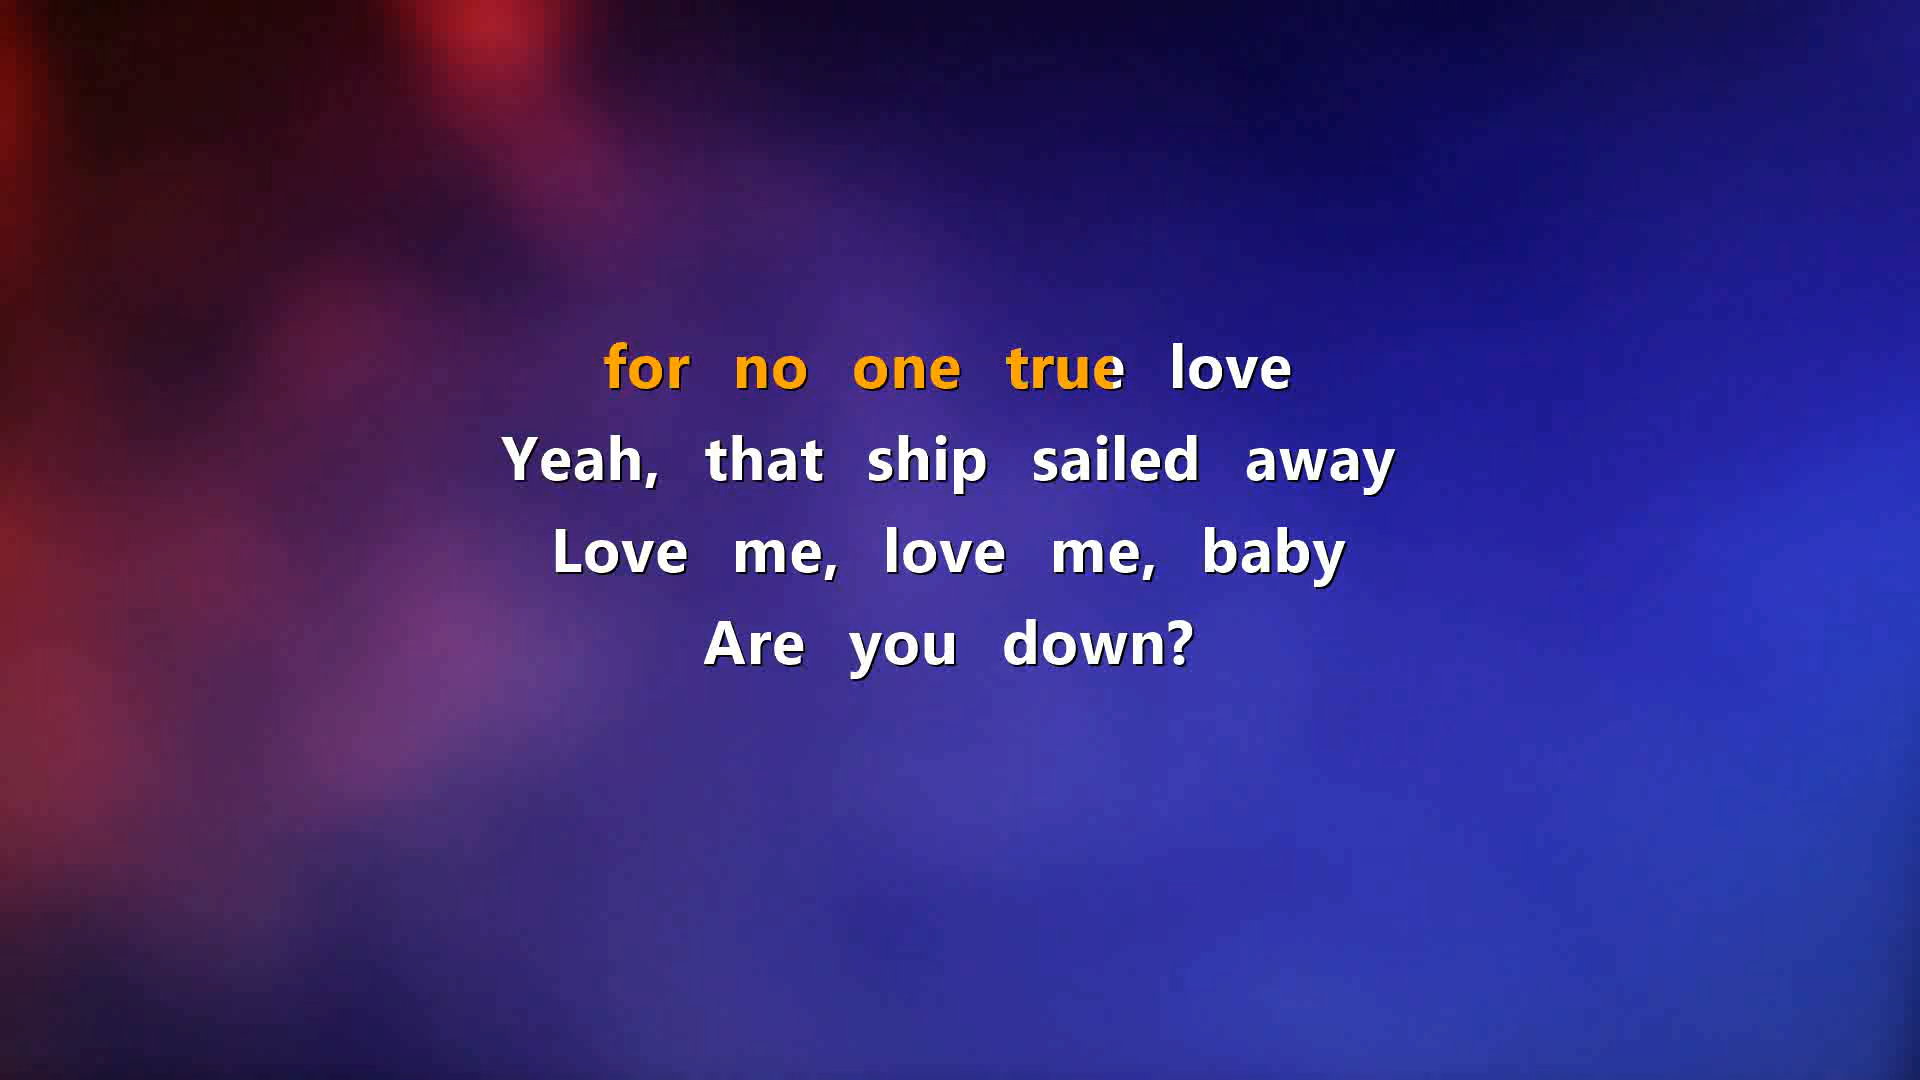 for no one true love
Yeah, that ship sailed away
Love me, love me, baby
Are you down?